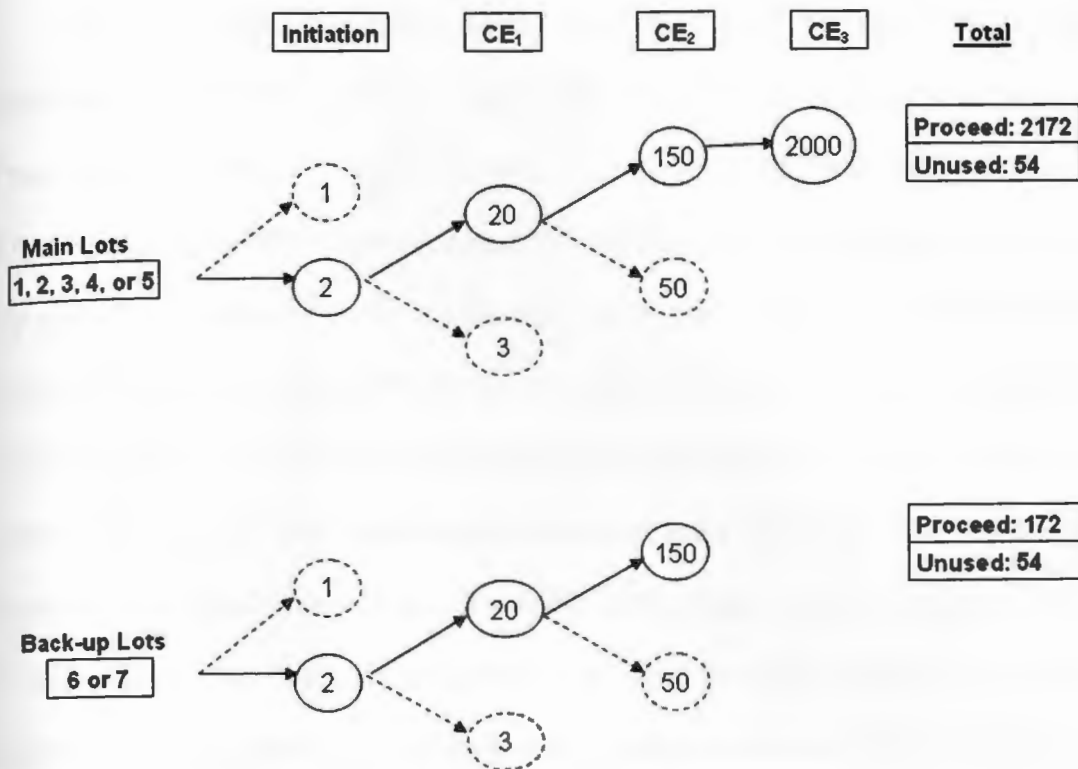 Initiation CE₁ CE₂ CE₃ Total
Proceed: 2172
150 2000
Unused: 54
1
20
Main Lots
1, 2, 3, 4, or 5
2
50
3
Proceed: 172
150
Unused: 54
1
20
Back-up Lots
6 or 7
2
50
3